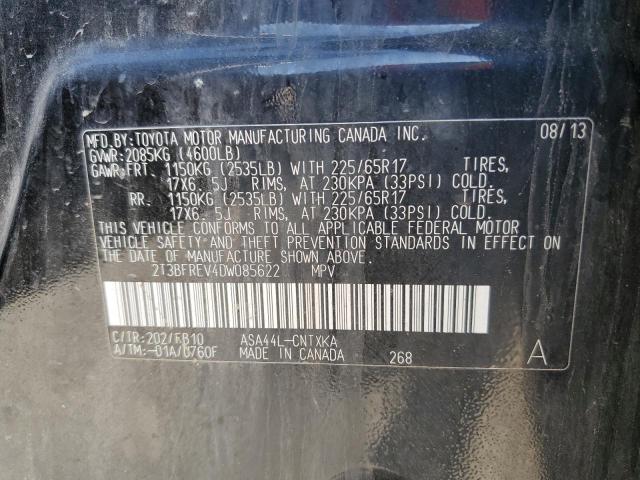 MFD.BY:TOYOTA MOTOR MANUFACTURING CANADA INC. 08/13
GVWR:2085KG (4600LB)
GAWR:FRT. 1150KG (2535LB) WITH 225/65R17 TIRES,
17X6.5J RIMS, AT 230KPA (33PSI) COLD.
RR. 1150KG (2535LB) WITH 225/65R17 TIRES,
17X6.5J RIMS, AT 230KPA (33PSI) COLD.
THIS VEHICLE CONFORMS TO ALL APPLICABLE FEDERAL MOTOR
VEHICLE SAFETY AND THEFT PREVENTION STANDARDS IN EFFECT ON
THE DATE OF MANUFACTURE SHOWN ABOVE.
2T3BFREV4DW085622 MPV
C/TR:202/FB10 ASA44L-CNTXKA
A/TM:-01A/U760F MADE IN CANADA 268 A